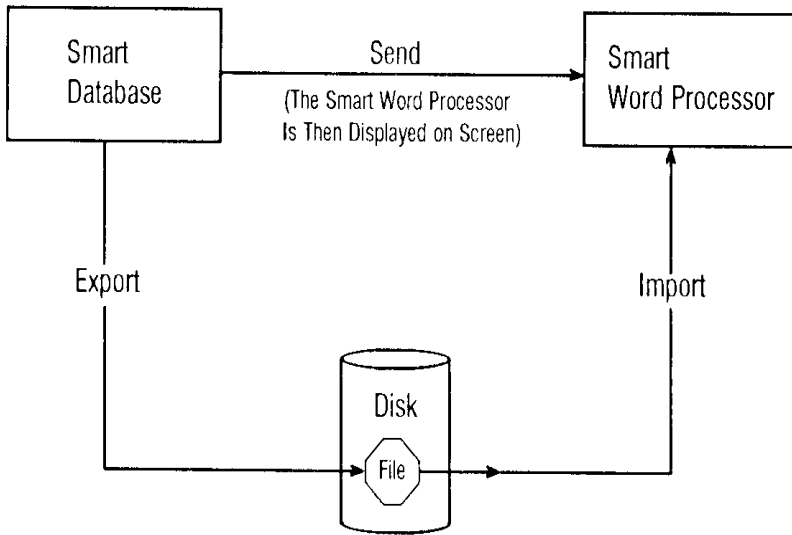 Smart
Database
Send
(The Smart Word Processor
Is Then Displayed on Screen)
Smart
Word Processor
Export
Import
Disk
File